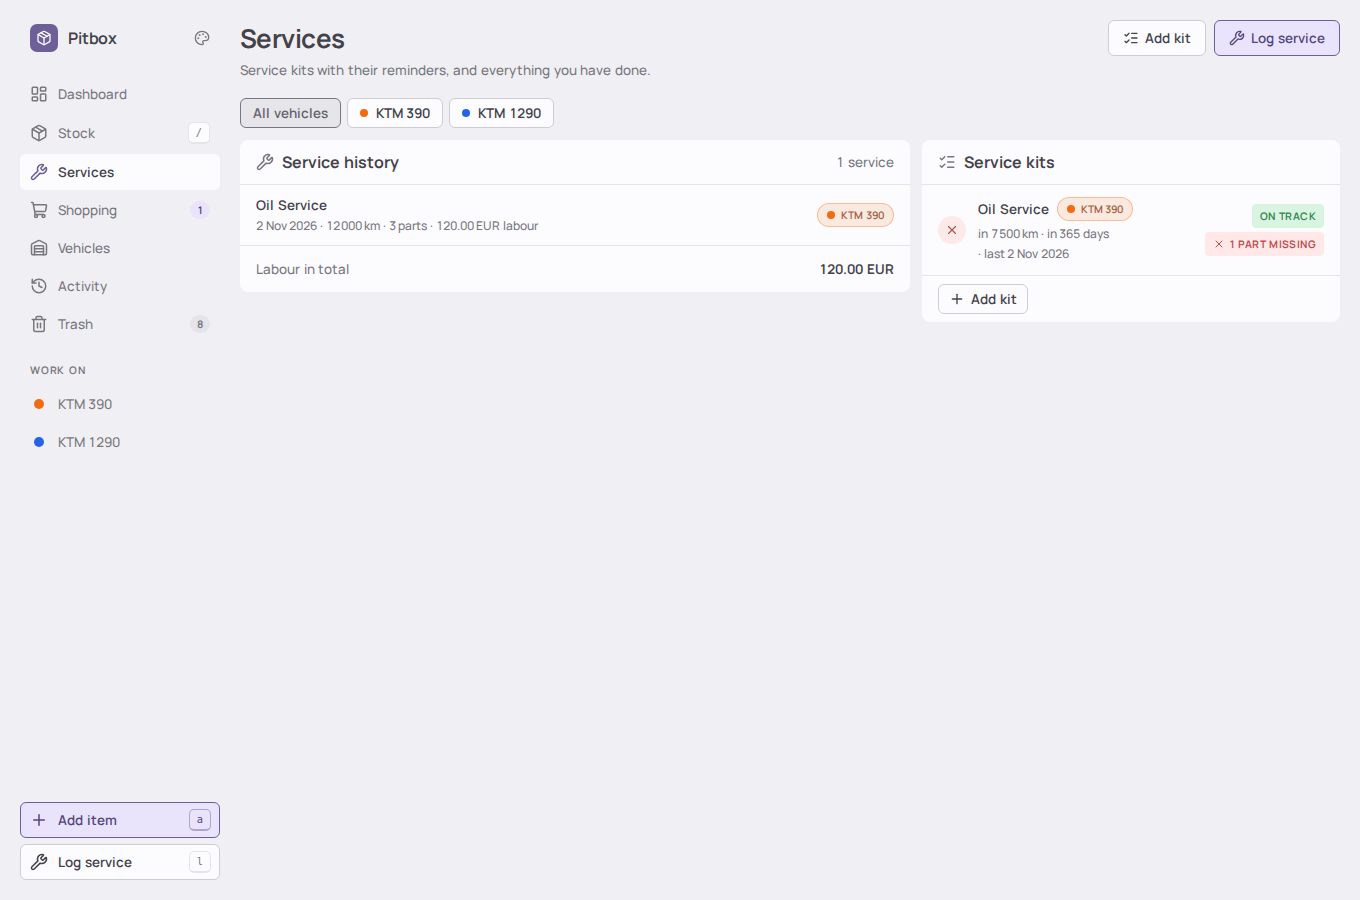 Pitbox
Dashboard
Stock /
Services
Shopping 1
Vehicles
Activity
Trash 8
WORK ON
KTM 390
KTM 1290
Add item a
Log service l
Services
Service kits with their reminders, and everything you have done.
Add kit
Log service
All vehicles
KTM 390
KTM 1290
Service history
1 service
Oil Service
2 Nov 2026 · 12 000 km · 3 parts · 120.00 EUR labour
KTM 390
Labour in total
120.00 EUR
Service kits
Oil Service
KTM 390
in 7 500 km · in 365 days
· last 2 Nov 2026
ON TRACK
1 PART MISSING
Add kit